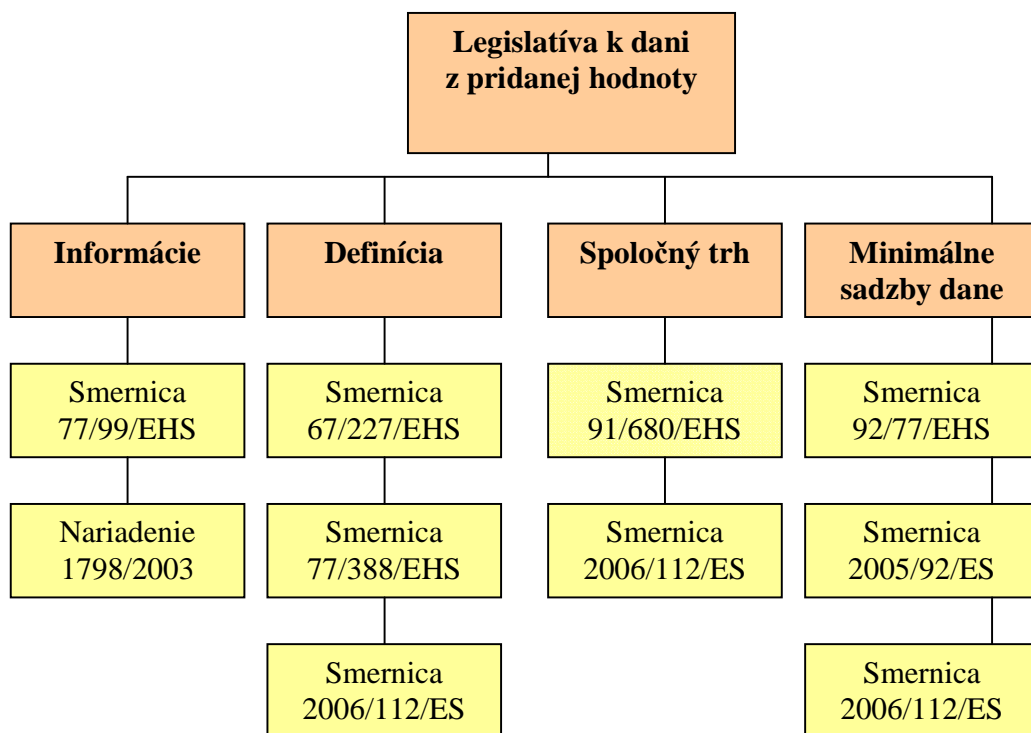 Legislatíva k dani
z pridanej hodnoty
Informácie
Definícia
Spoločný trh
Minimálne
sadzby dane
Smernica
77/99/EHS
Smernica
67/227/EHS
Smernica
91/680/EHS
Smernica
92/77/EHS
Nariadenie
1798/2003
Smernica
77/388/EHS
Smernica
2006/112/ES
Smernica
2005/92/ES
Smernica
2006/112/ES
Smernica
2006/112/ES